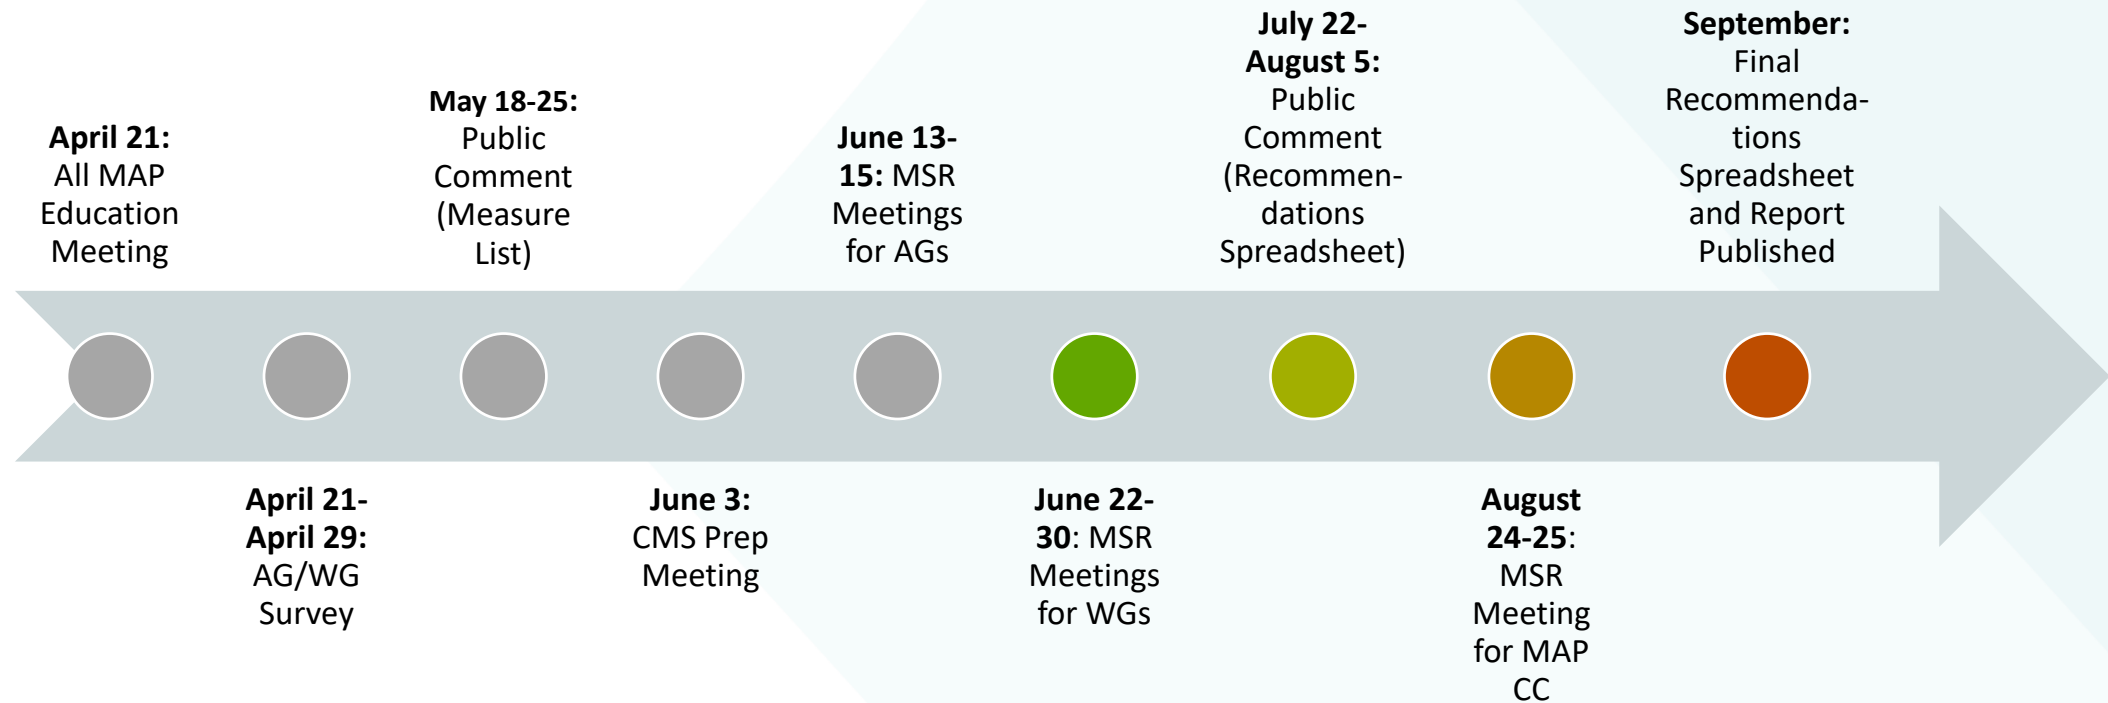 April 21:
All MAP
Education
Meeting
April 21-
April 29:
AG/WG
Survey
May 18-25:
Public
Comment
(Measure
List)
June 3:
CMS Prep
Meeting
June 13-
15: MSR
Meetings
for AGs
June 22-
30: MSR
Meetings
for WGs
July 22-
August 5:
Public
Comment
(Recommen-
dations
Spreadsheet)
August
24-25:
MSR
Meeting
for MAP
CC
September:
Final
Recommenda-
tions
Spreadsheet
and Report
Published